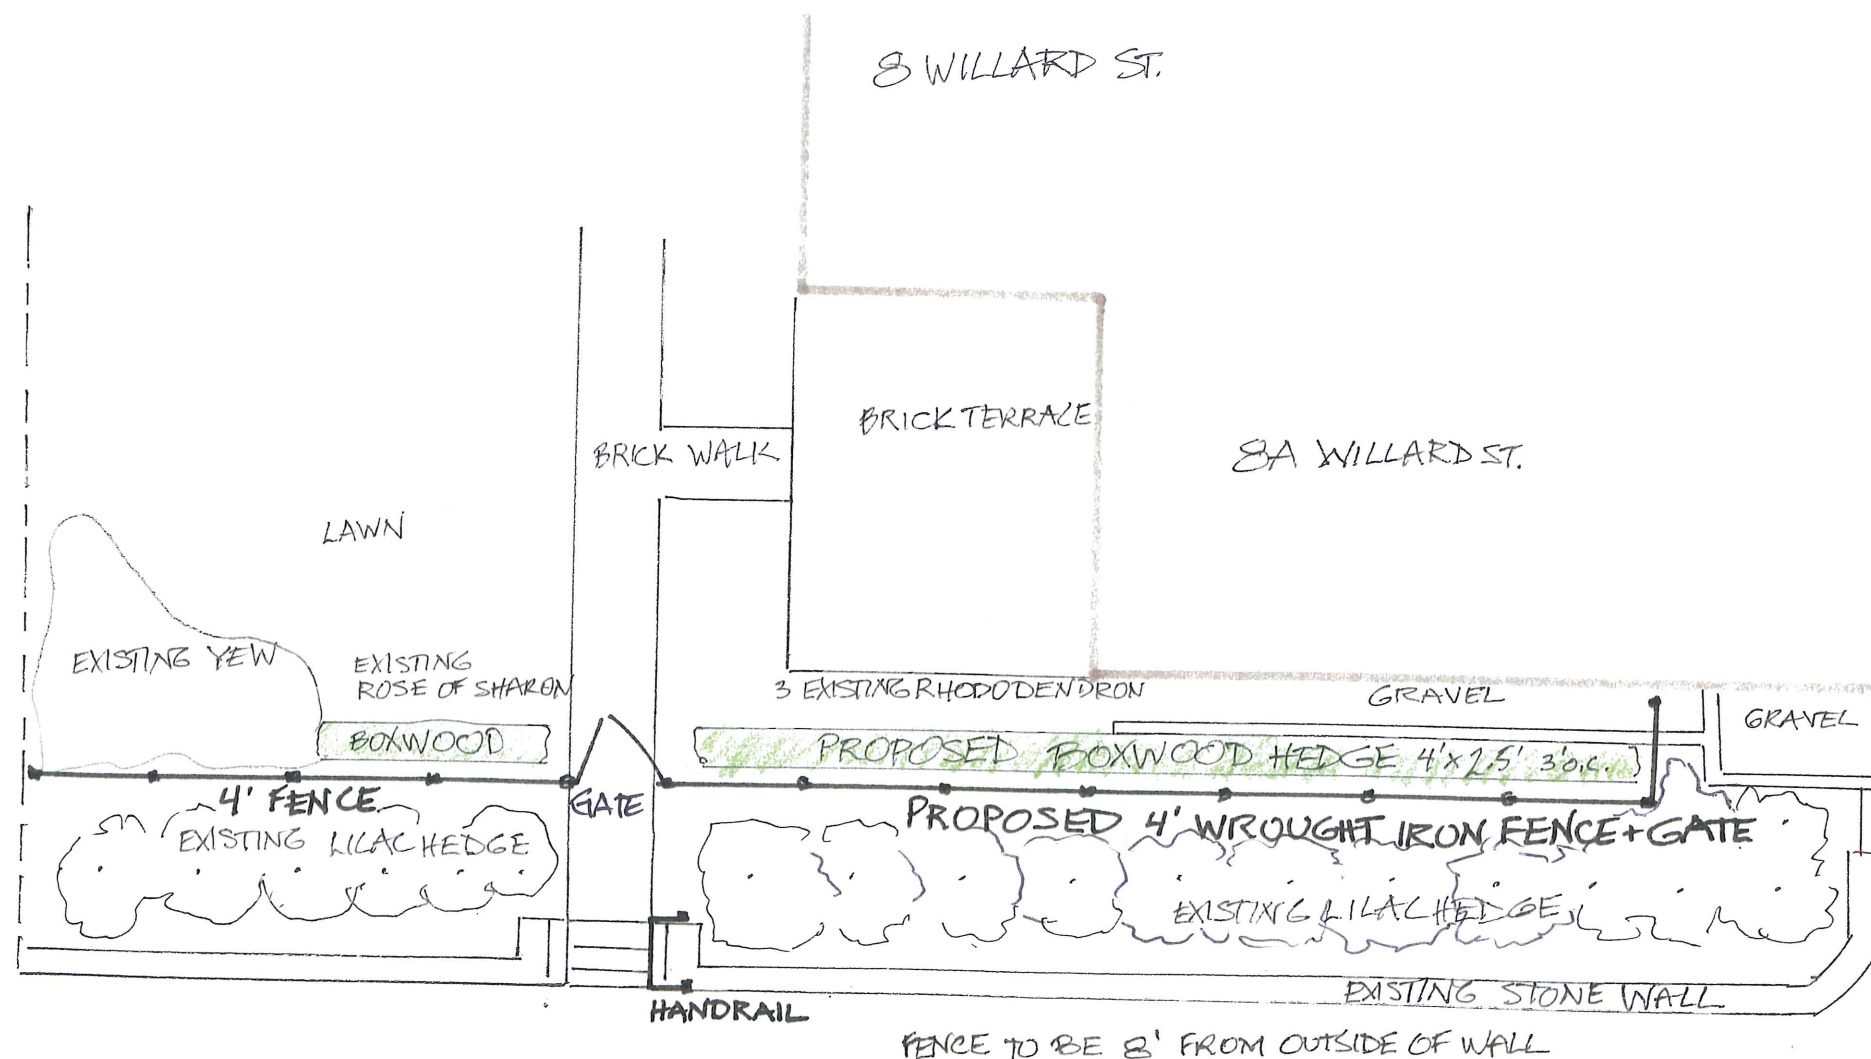 8 WILLARD ST.
BRICK TERRACE
BRICK WALK
8A WILLARD ST.
LAWN
EXISTING YEW
EXISTING
ROSE OF SHARON
3 EXISTING RHODODENDRON
GRAVEL
GRAVEL
BOXWOOD
PROPOSED BOXWOOD HEDGE 4'x2.5' 3'o.c.
4' FENCE
GATE
PROPOSED 4' WROUGHT IRON FENCE + GATE
EXISTING LILAC HEDGE
EXISTING LILAC HEDGE
EXISTING STONE WALL
HANDRAIL
FENCE TO BE 8' FROM OUTSIDE OF WALL